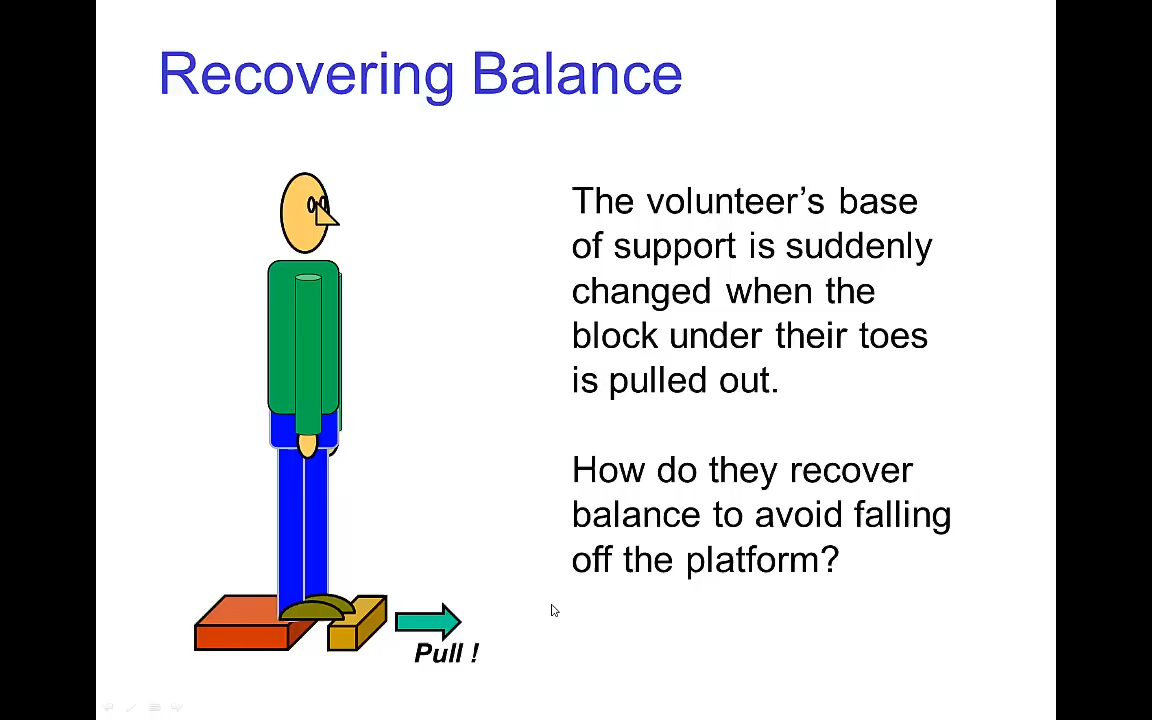 Recovering Balance
The volunteer’s base
of support is suddenly
changed when the
block under their toes
is pulled out.
How do they recover
balance to avoid falling
off the platform?
Pull !